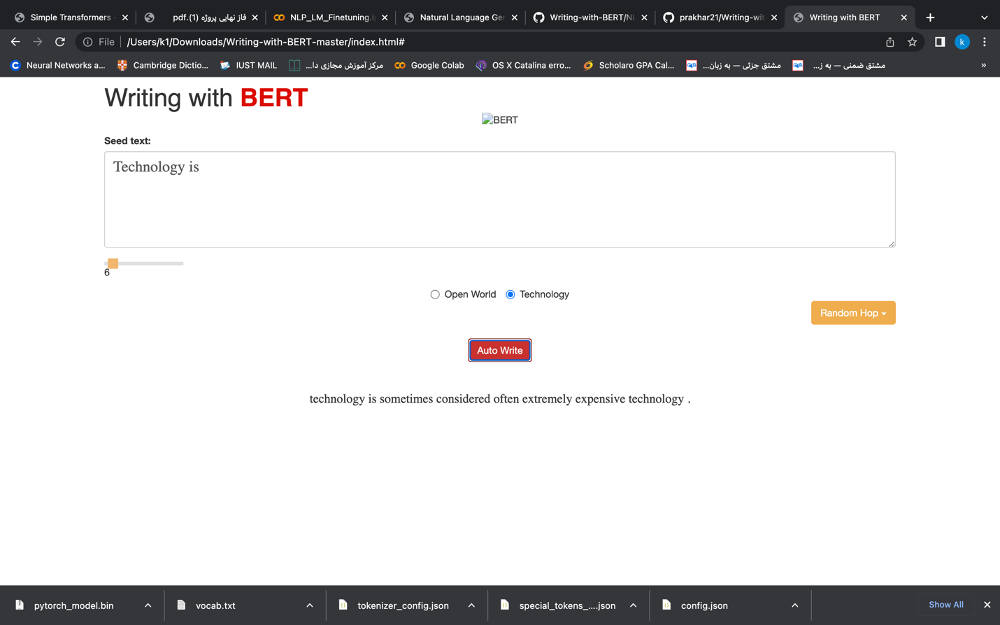 Simple Transformers -
pdf.(1) فاز نهایی پروژه
NLP_LM_Finetuning.i
Natural Language Ger
Writing-with-BERT/NL
prakhar21/Writing-wit
Writing with BERT
File
/Users/k1/Downloads/Writing-with-BERT-master/index.html#
k
Neural Networks a...
Cambridge Dictio...
IUST MAIL
مرکز آموزش مجازی دا...
Google Colab
OS X Catalina erro...
Scholaro GPA Cal...
مشتق جزئی — به زبان...
مشتق ضمنی — به ز...
»
Writing with BERT
BERT
Seed text:
Technology is
6
Open World
Technology
Random Hop
Auto Write
technology is sometimes considered often extremely expensive technology .
pytorch_model.bin
vocab.txt
tokenizer_config.json
special_tokens_....json
config.json
Show All